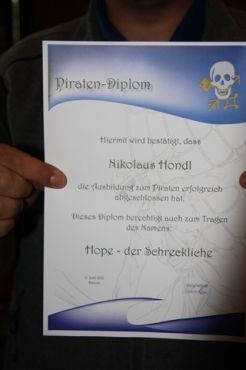 Piraten-Diplom
Hiermit wird bestätigt, dass
Nikolaus Hondl
die Ausbildung zum Piraten erfolgreich
abgeschlossen hat.
Dieses Diplom berechtigt auch zum Tragen
des Namens:
Hope - der Schreckliche